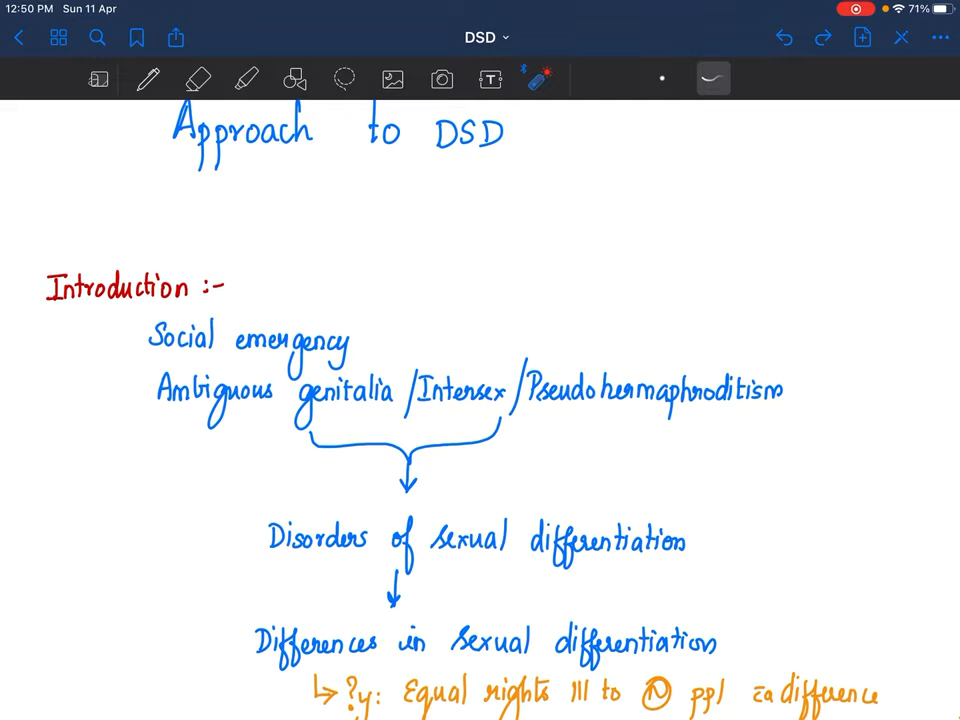 12:50 PM Sun 11 Apr 71%
DSD
T
Approach to DSD
Introduction :-
Social emergency
Ambiguous genitalia / Intersex / Pseudohermaphroditism
Disorders of sexual differentiation
Differences in sexual differentiation
↳ ?y: Equal rights lll to Ⓝ ppl c̄ a difference